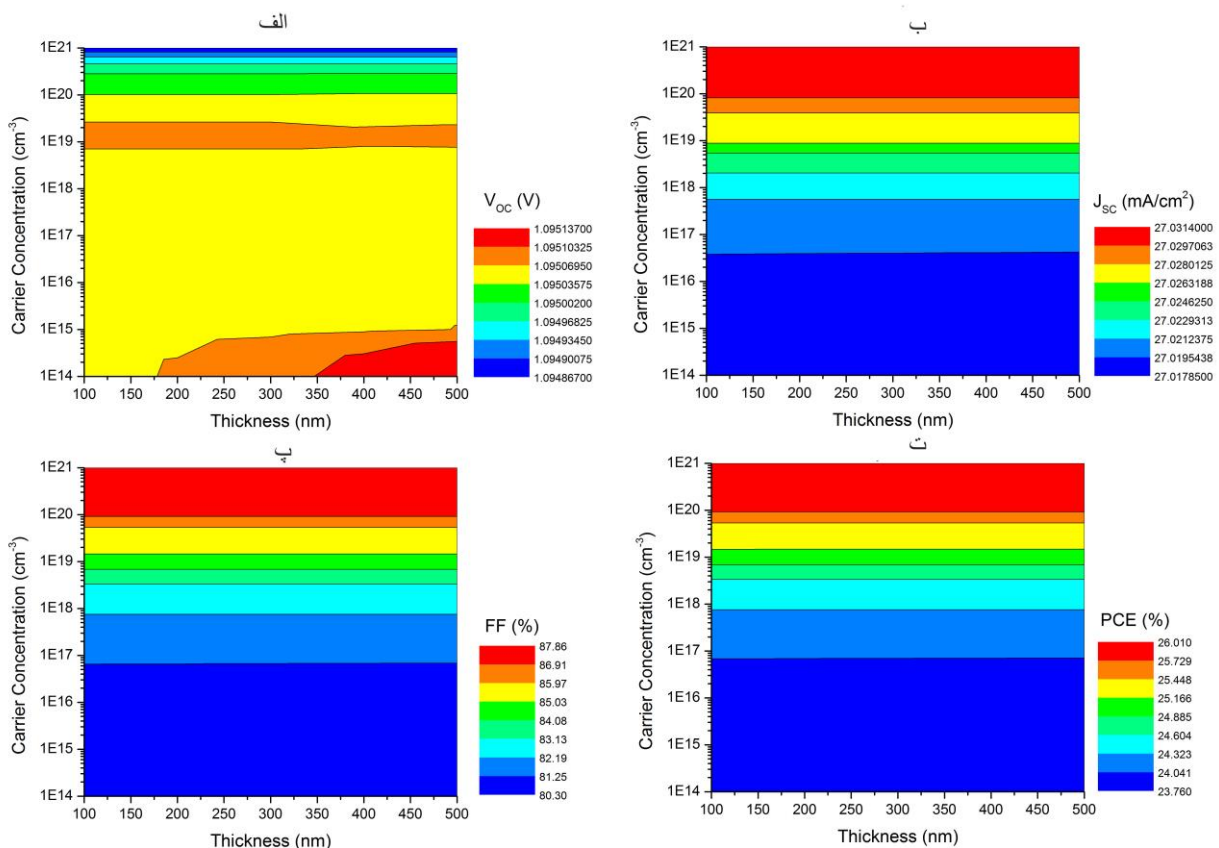 الف
1E21
1E20
1E19
1E18
1E17
1E16
1E15
1E14
Carrier Concentration (cm-3)
100 150 200 250 300 350 400 450 500
Thickness (nm)
VOC (V)
1.09513700
1.09510325
1.09506950
1.09503575
1.09500200
1.09496825
1.09493450
1.09490075
1.09486700
ب
1E21
1E20
1E19
1E18
1E17
1E16
1E15
1E14
Carrier Concentration (cm-3)
100 150 200 250 300 350 400 450 500
Thickness (nm)
JSC (mA/cm2)
27.0314000
27.0297063
27.0280125
27.0263188
27.0246250
27.0229313
27.0212375
27.0195438
27.0178500
پ
1E21
1E20
1E19
1E18
1E17
1E16
1E15
1E14
Carrier Concentration (cm-3)
100 150 200 250 300 350 400 450 500
Thickness (nm)
FF (%)
87.86
86.91
85.97
85.03
84.08
83.13
82.19
81.25
80.30
ت
1E21
1E20
1E19
1E18
1E17
1E16
1E15
1E14
Carrier Concentration (cm-3)
100 150 200 250 300 350 400 450 500
Thickness (nm)
PCE (%)
26.010
25.729
25.448
25.166
24.885
24.604
24.323
24.041
23.760